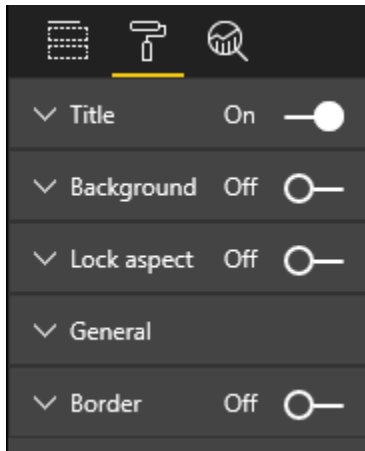 Title On
Background Off
Lock aspect Off
General
Border Off